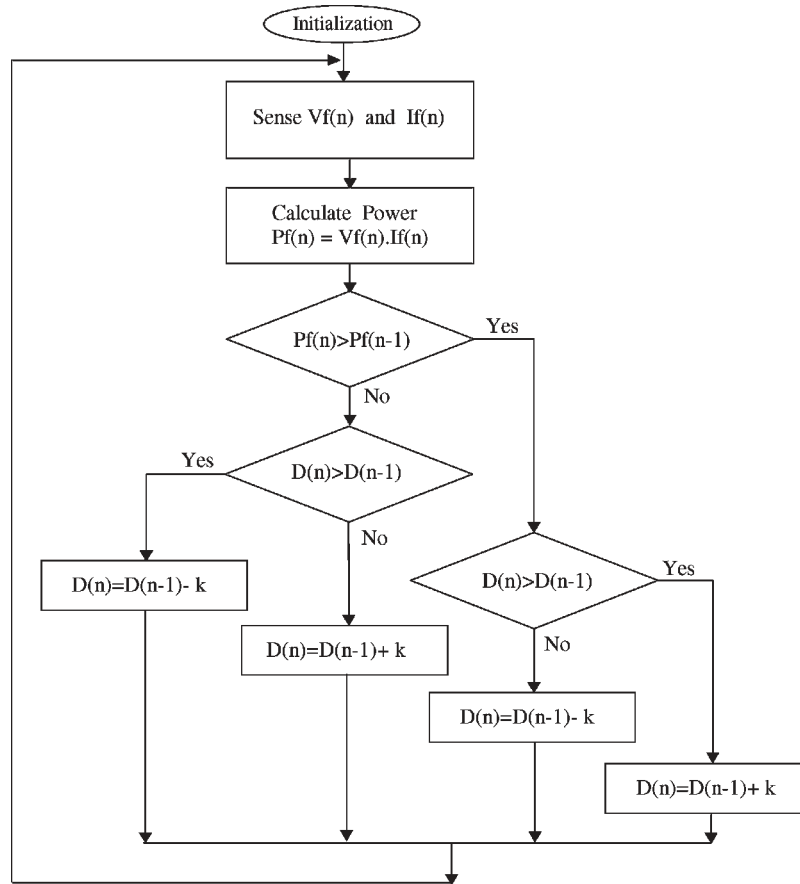 Initialization
Sense Vf(n) and If(n)
Calculate Power
Pf(n) = Vf(n).If(n)
Pf(n)>Pf(n-1)
Yes
No
D(n)>D(n-1)
Yes
No
D(n)>D(n-1)
Yes
No
D(n)=D(n-1)- k
D(n)=D(n-1)+ k
D(n)=D(n-1)- k
D(n)=D(n-1)+ k